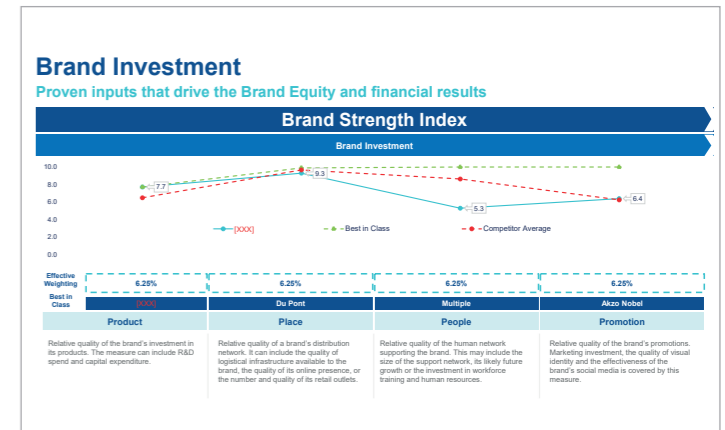 Brand Investment
Proven inputs that drive the Brand Equity and financial results
Brand Strength Index
Brand Investment
10.0
8.0
6.0
4.0
2.0
0.0
7.7
9.3
5.3
6.4
[XXX]
Best in Class
Competitor Average
Effective
Weighting
6.25%
6.25%
6.25%
6.25%
Best in
Class
[XXX]
Du Pont
Multiple
Akzo Nobel
Product
Place
People
Promotion
Relative quality of the brand's investment in
its products. The measure can include R&D
spend and capital expenditure.
Relative quality of a brand's distribution
network. It can include the quality of
logistical infrastructure available to the
brand, the quality of its online presence, or
the number and quality of its retail outlets.
Relative quality of the human network
supporting the brand. This may include the
size of the support network, its likely future
growth or the investment in workforce
training and human resources.
Relative quality of the brand's promotions.
Marketing investment, the quality of visual
identity and the effectiveness of the
brand's social media is covered by this
measure.